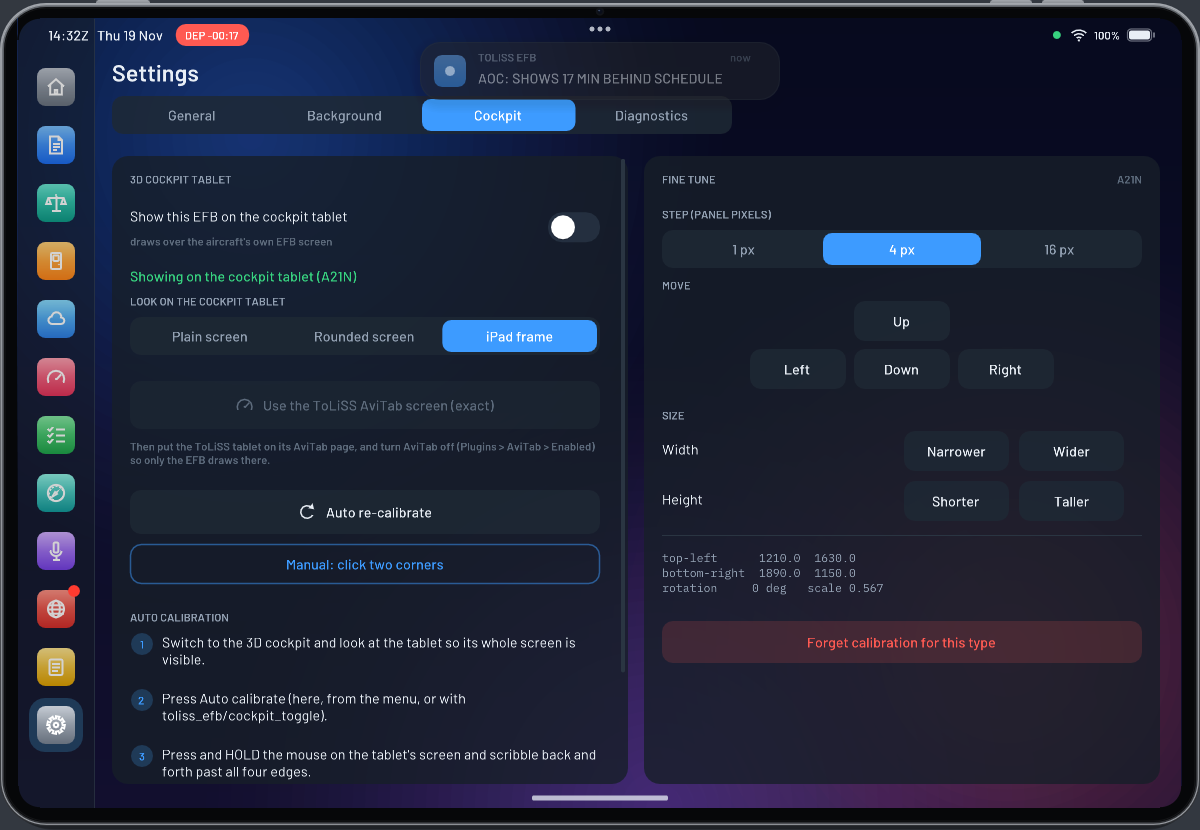 14:32Z Thu 19 Nov DEP -00:17
100%
TOLISS EFB now
AOC: SHOWS 17 MIN BEHIND SCHEDULE
Settings
General Background Cockpit Diagnostics
3D COCKPIT TABLET
Show this EFB on the cockpit tablet
draws over the aircraft's own EFB screen
Showing on the cockpit tablet (A21N)
LOOK ON THE COCKPIT TABLET
Plain screen Rounded screen iPad frame
Use the ToLiSS AviTab screen (exact)
Then put the ToLiSS tablet on its AviTab page, and turn AviTab off (Plugins > AviTab > Enabled)
so only the EFB draws there.
Auto re-calibrate
Manual: click two corners
AUTO CALIBRATION
1 Switch to the 3D cockpit and look at the tablet so its whole screen is
visible.
2 Press Auto calibrate (here, from the menu, or with
toliss_efb/cockpit_toggle).
3 Press and HOLD the mouse on the tablet's screen and scribble back and
forth past all four edges.
FINE TUNE A21N
STEP (PANEL PIXELS)
1 px 4 px 16 px
MOVE
Up
Left Down Right
SIZE
Width Narrower Wider
Height Shorter Taller
top-left 1210.0 1630.0
bottom-right 1890.0 1150.0
rotation 0 deg scale 0.567
Forget calibration for this type